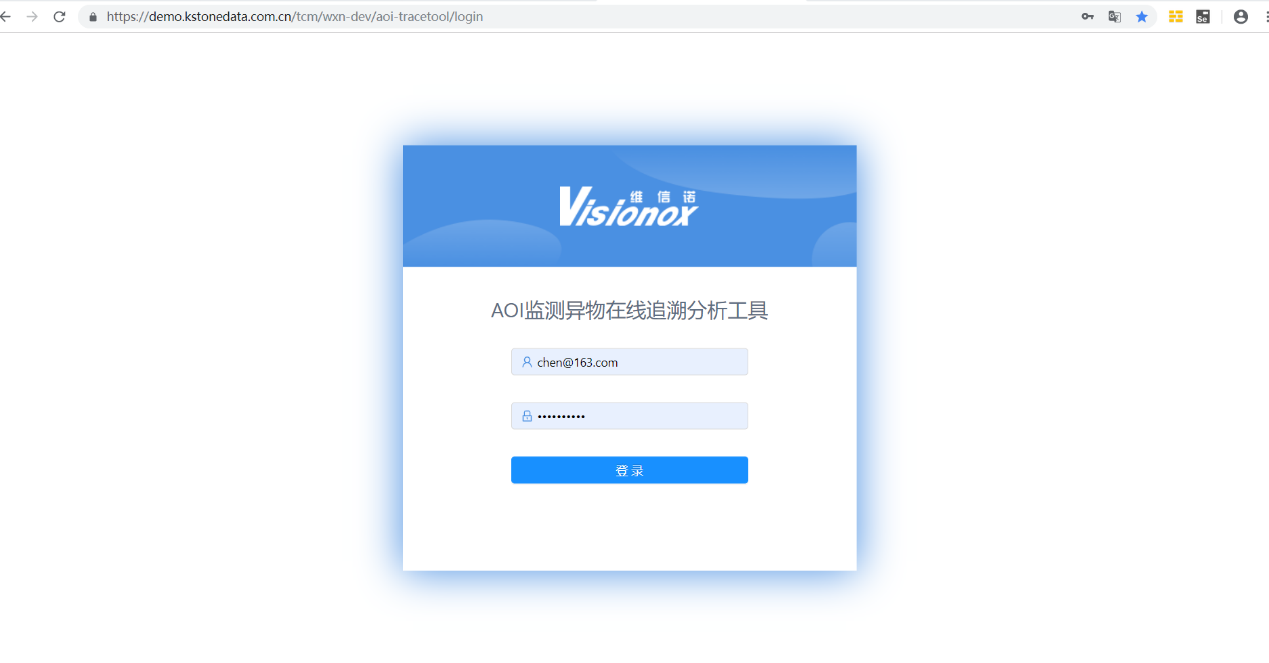 https://demo.kstonedata.com.cn/tcm/wxn-dev/aoi-tracetool/login
Se
维信诺
Visionox
AOI监测异物在线追溯分析工具
chen@163.com
••••••••••
登 录